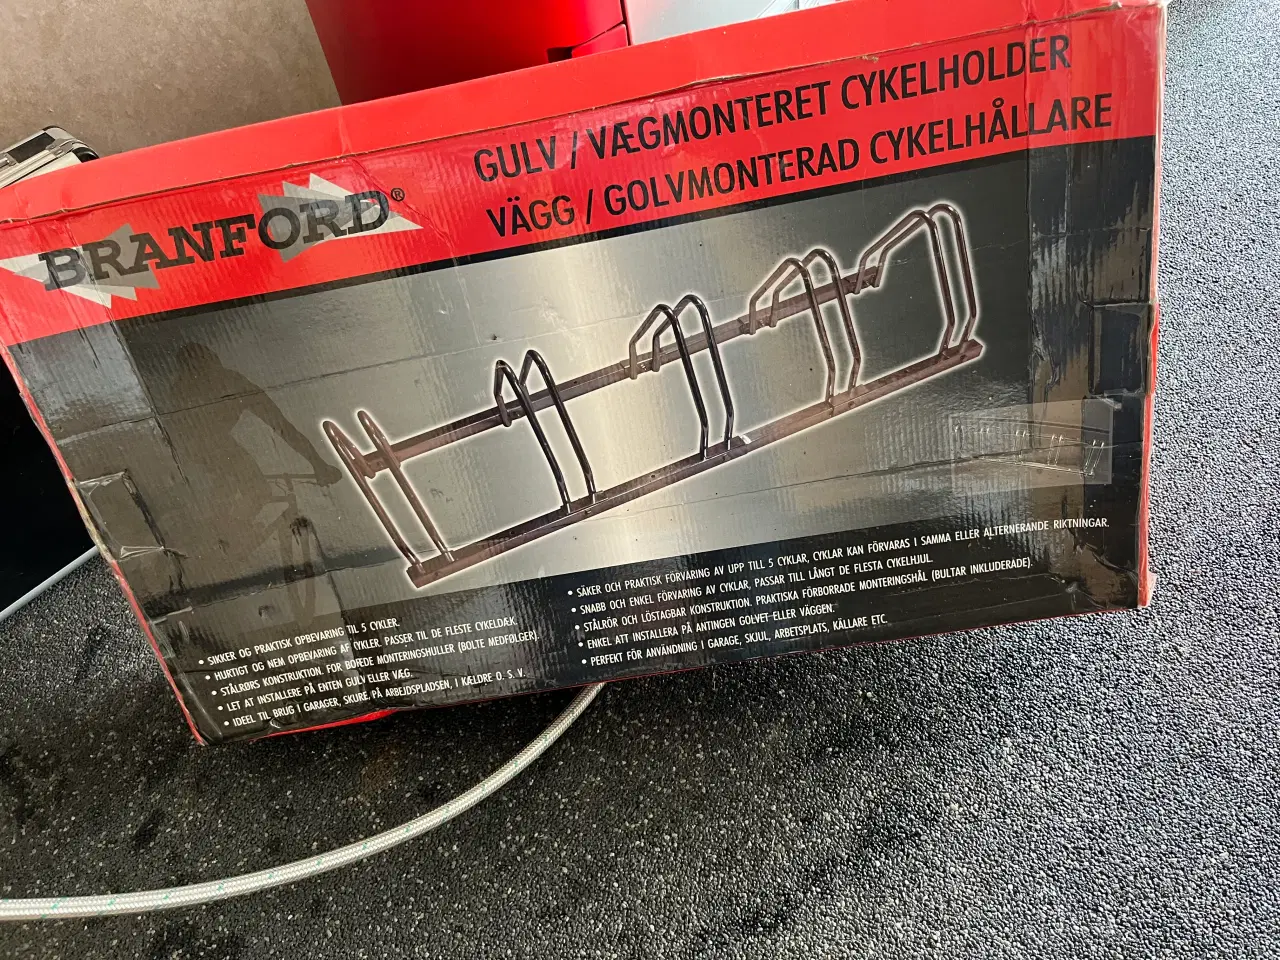 GULV / VÆGMONTERET CYKELHOLDER
VÄGG / GOLVMONTERAD CYKELHÅLLARE
BRANFORD®
• SIKKER OG PRAKTISK OPBEVARING TIL 5 CYKLER.
• HURTIGT OG NEM OPBEVARING AF CYKLER. PASSER TIL DE FLESTE CYKELDÆK.
• STÅLRØRS KONSTRUKTION. FOR BOREDE MONTERINGSHULLER (BOLTE MEDFØLGER).
• LET AT INSTALLERE PÅ ENTEN GULV ELLER VÆG.
• IDEEL TIL BRUG I GARAGER, SKURE, PÅ ARBEJDSPLADSEN, I KÆLDRE O. S. V.
• SÄKER OCH PRAKTISK FÖRVARING AV UPP TILL 5 CYKLAR, CYKLAR KAN FÖRVARAS I SAMMA ELLER ALTERNERANDE RIKTNINGAR.
• SNABB OCH ENKEL FÖRVARING AV CYKLAR, PASSAR TILL LÅNGT DE FLESTA CYKELHJUL.
• STÅLRÖR OCH LÖSTAGBAR KONSTRUKTION. PRAKTISKA FÖRBORRADE MONTERINGSHÅL (BULTAR INKLUDERADE).
• ENKEL ATT INSTALLERA PÅ ANTINGEN GOLVET ELLER VÄGGEN.
• PERFEKT FÖR ANVÄNDNING I GARAGE, SKJUL, ARBETSPLATS, KÄLLARE ETC.